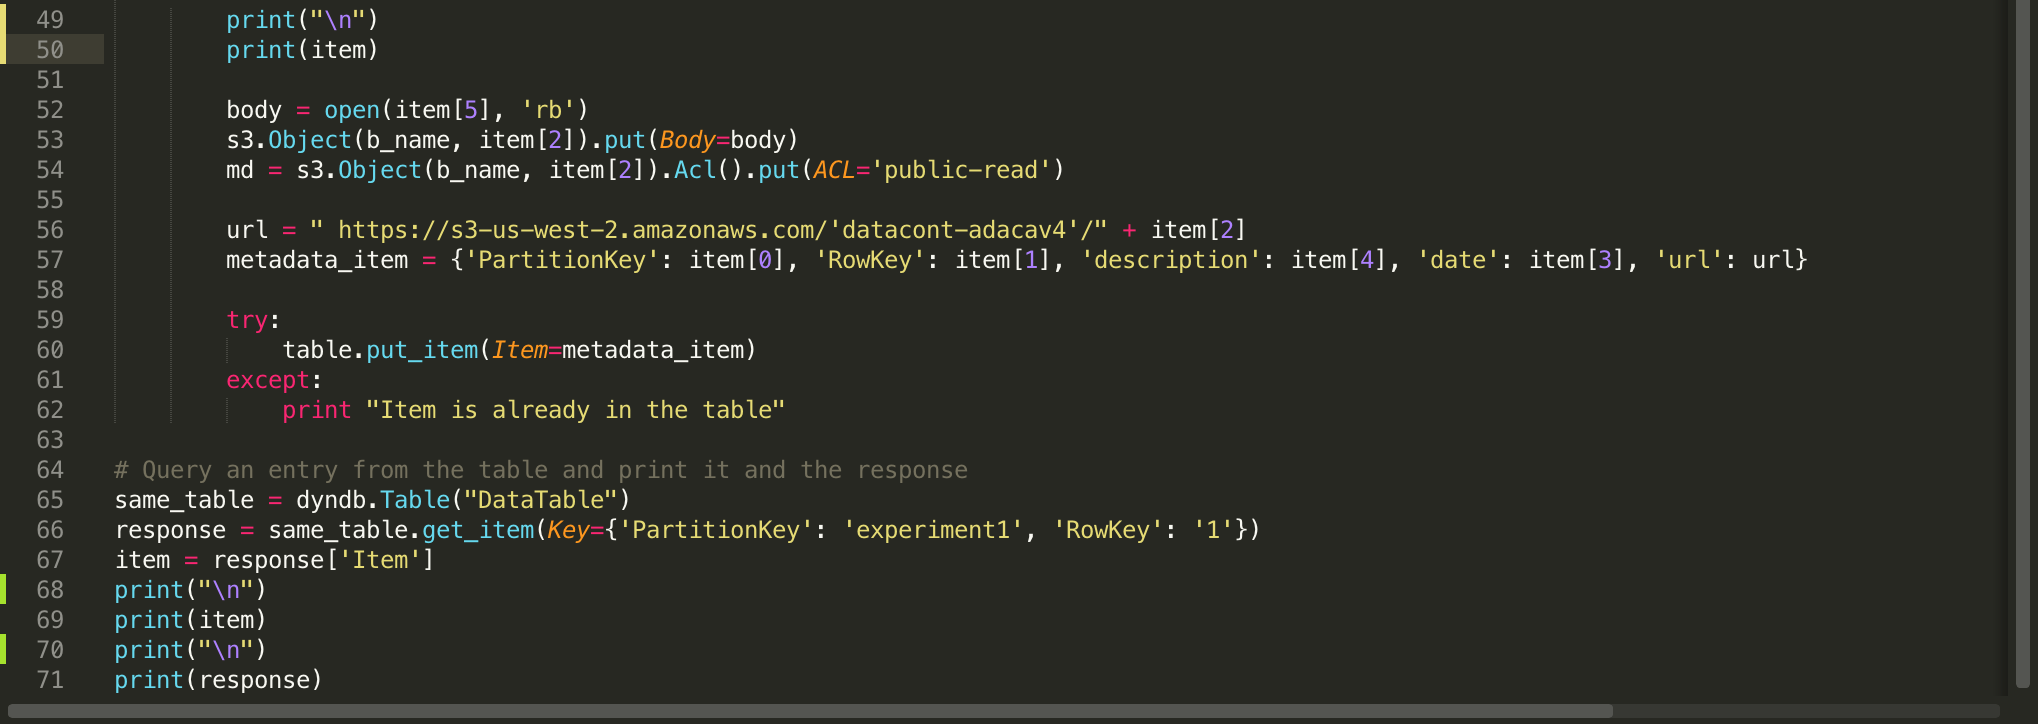 49 print("\n")
50 print(item)
51
52 body = open(item[5], 'rb')
53 s3.Object(b_name, item[2]).put(Body=body)
54 md = s3.Object(b_name, item[2]).Acl().put(ACL='public-read')
55
56 url = " https://s3-us-west-2.amazonaws.com/'datacont-adacav4'/" + item[2]
57 metadata_item = {'PartitionKey': item[0], 'RowKey': item[1], 'description': item[4], 'date': item[3], 'url': url}
58
59 try:
60 table.put_item(Item=metadata_item)
61 except:
62 print "Item is already in the table"
63
64 # Query an entry from the table and print it and the response
65 same_table = dyndb.Table("DataTable")
66 response = same_table.get_item(Key={'PartitionKey': 'experiment1', 'RowKey': '1'})
67 item = response['Item']
68 print("\n")
69 print(item)
70 print("\n")
71 print(response)